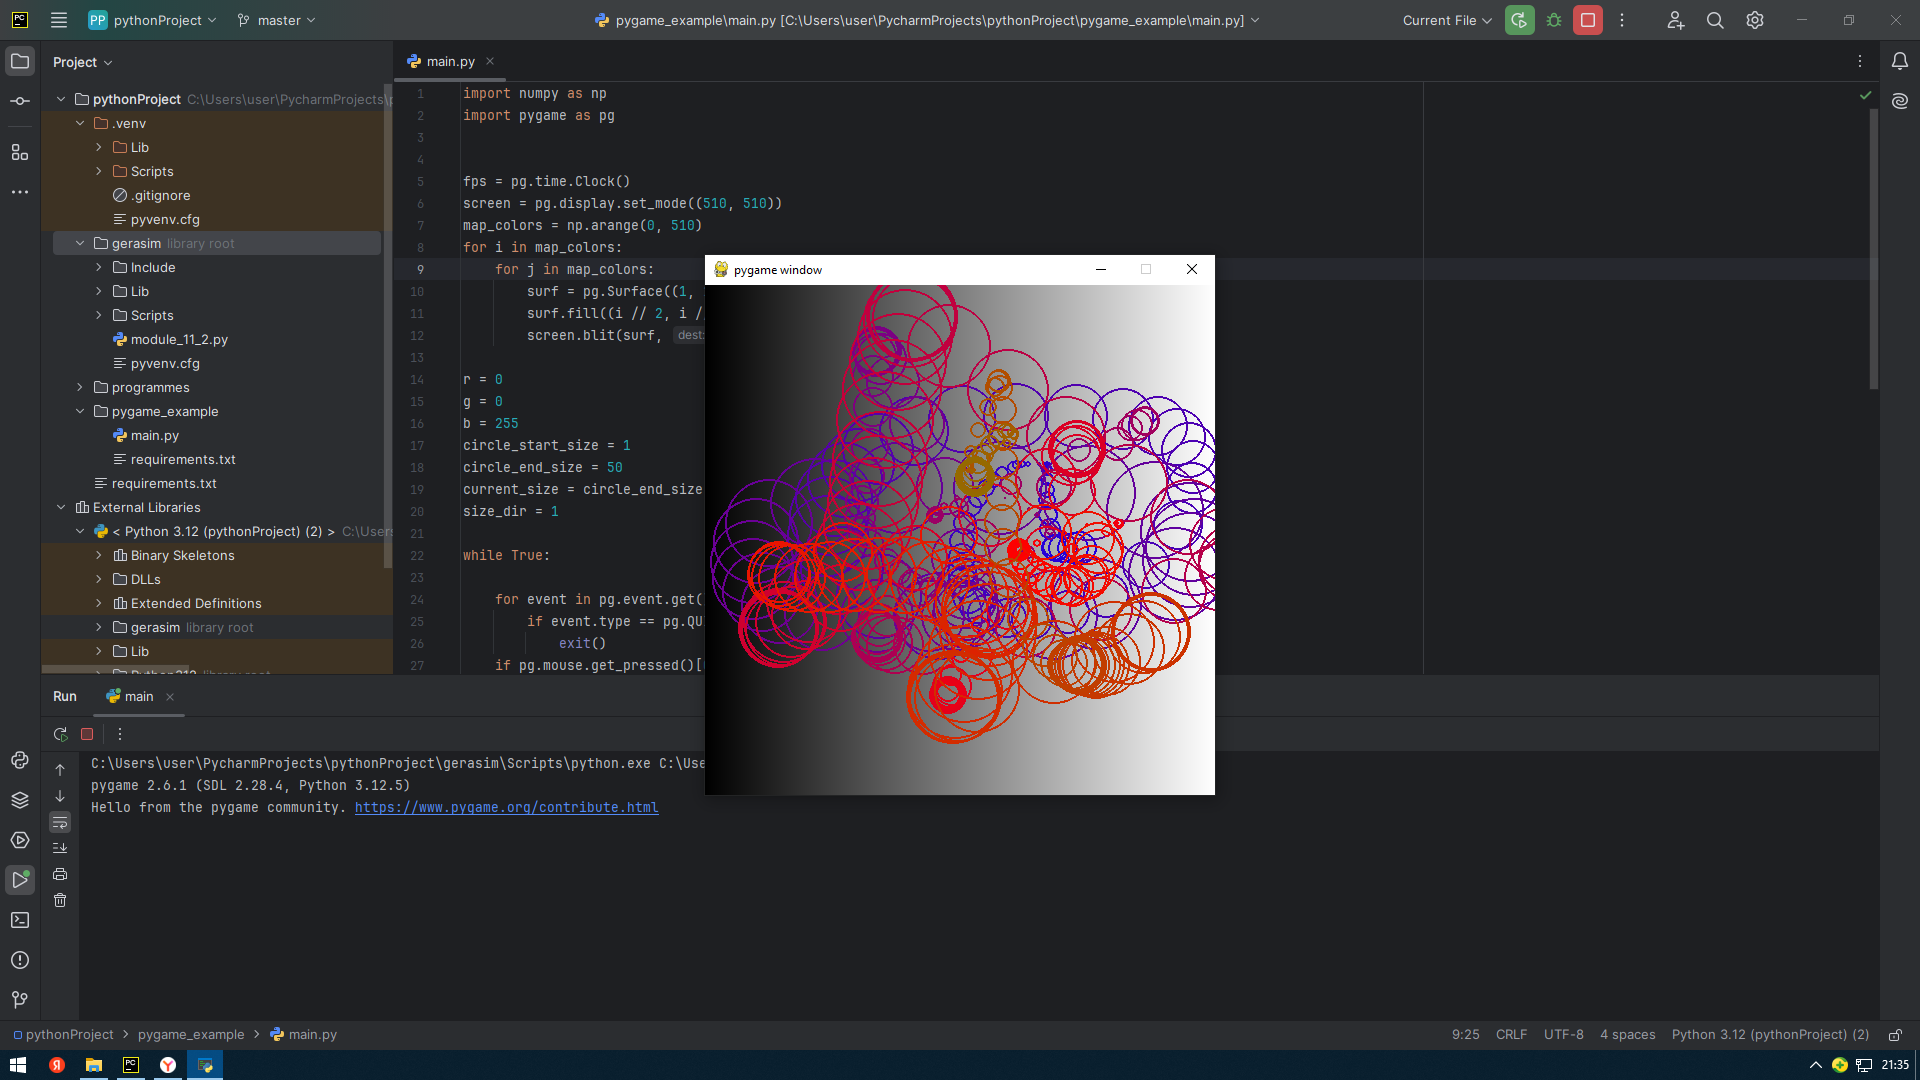 PC
PP pythonProject master pygame_example\main.py [C:\Users\user\PycharmProjects\pythonProject\pygame_example\main.py] Current File
Project
pythonProject C:\Users\user\PycharmProjects\
.venv
Lib
Scripts
.gitignore
pyvenv.cfg
gerasim library root
Include
Lib
Scripts
module_11_2.py
pyvenv.cfg
programmes
pygame_example
main.py
requirements.txt
requirements.txt
External Libraries
< Python 3.12 (pythonProject) (2) > C:\Users
Binary Skeletons
DLLs
Extended Definitions
gerasim library root
Lib
main.py
1 import numpy as np
2 import pygame as pg
3
4
5 fps = pg.time.Clock()
6 screen = pg.display.set_mode((510, 510))
7 map_colors = np.arange(0, 510)
8 for i in map_colors:
9 for j in map_colors:
10 surf = pg.Surface((1,
11 surf.fill((i // 2, i /
12 screen.blit(surf, dest:
13
14 r = 0
15 g = 0
16 b = 255
17 circle_start_size = 1
18 circle_end_size = 50
19 current_size = circle_end_size
20 size_dir = 1
21
22 while True:
23
24 for event in pg.event.get(
25 if event.type == pg.QU
26 exit()
27 if pg.mouse.get_pressed()[
pygame window
Run main
C:\Users\user\PycharmProjects\pythonProject\gerasim\Scripts\python.exe C:\Use
pygame 2.6.1 (SDL 2.28.4, Python 3.12.5)
Hello from the pygame community. https://www.pygame.org/contribute.html
pythonProject > pygame_example > main.py 9:25 CRLF UTF-8 4 spaces Python 3.12 (pythonProject) (2)
Я PC Y 21:35